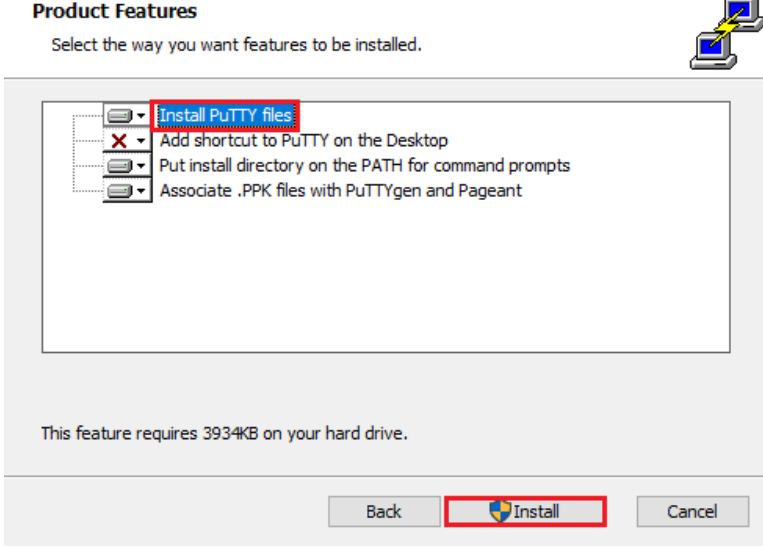 Product Features
Select the way you want features to be installed.
Install PuTTY files
Add shortcut to PuTTY on the Desktop
Put install directory on the PATH for command prompts
Associate .PPK files with PuTTYgen and Pageant
This feature requires 3934KB on your hard drive.
Back Install Cancel